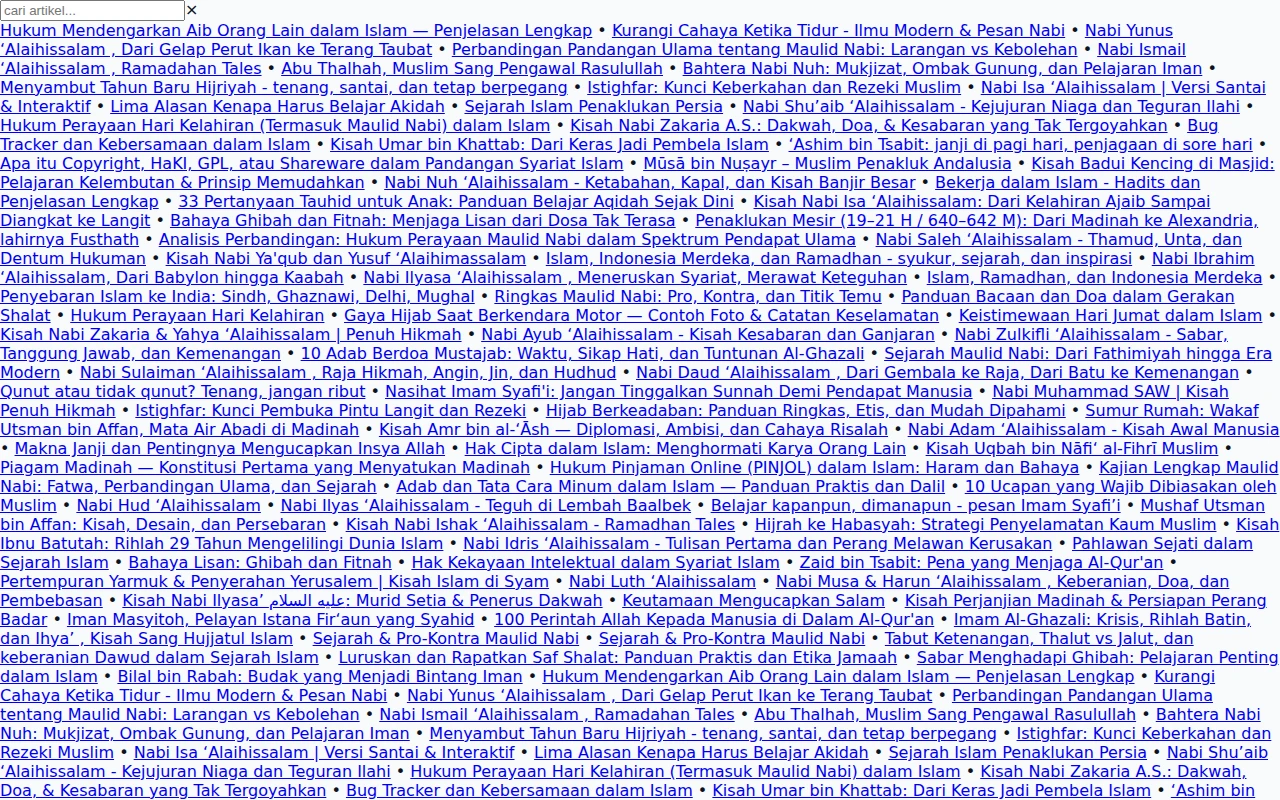 cari artikel... ✕
Hukum Mendengarkan Aib Orang Lain dalam Islam — Penjelasan Lengkap • Kurangi Cahaya Ketika Tidur - Ilmu Modern & Pesan Nabi • Nabi Yunus
‘Alaihissalam , Dari Gelap Perut Ikan ke Terang Taubat • Perbandingan Pandangan Ulama tentang Maulid Nabi: Larangan vs Kebolehan • Nabi Ismail
‘Alaihissalam , Ramadahan Tales • Abu Thalhah, Muslim Sang Pengawal Rasulullah • Bahtera Nabi Nuh: Mukjizat, Ombak Gunung, dan Pelajaran Iman •
Menyambut Tahun Baru Hijriyah - tenang, santai, dan tetap berpegang • Istighfar: Kunci Keberkahan dan Rezeki Muslim • Nabi Isa ‘Alaihissalam | Versi Santai
& Interaktif • Lima Alasan Kenapa Harus Belajar Akidah • Sejarah Islam Penaklukan Persia • Nabi Shu’aib ‘Alaihissalam - Kejujuran Niaga dan Teguran Ilahi •
Hukum Perayaan Hari Kelahiran (Termasuk Maulid Nabi) dalam Islam • Kisah Nabi Zakaria A.S.: Dakwah, Doa, & Kesabaran yang Tak Tergoyahkan • Bug
Tracker dan Kebersamaan dalam Islam • Kisah Umar bin Khattab: Dari Keras Jadi Pembela Islam • ‘Ashim bin Tsabit: janji di pagi hari, penjagaan di sore hari •
Apa itu Copyright, HaKI, GPL, atau Shareware dalam Pandangan Syariat Islam • Mūsā bin Nuṣayr – Muslim Penakluk Andalusia • Kisah Badui Kencing di Masjid:
Pelajaran Kelembutan & Prinsip Memudahkan • Nabi Nuh ‘Alaihissalam - Ketabahan, Kapal, dan Kisah Banjir Besar • Bekerja dalam Islam - Hadits dan
Penjelasan Lengkap • 33 Pertanyaan Tauhid untuk Anak: Panduan Belajar Aqidah Sejak Dini • Kisah Nabi Isa ‘Alaihissalam: Dari Kelahiran Ajaib Sampai
Diangkat ke Langit • Bahaya Ghibah dan Fitnah: Menjaga Lisan dari Dosa Tak Terasa • Penaklukan Mesir (19–21 H / 640–642 M): Dari Madinah ke Alexandria,
lahirnya Fusthath • Analisis Perbandingan: Hukum Perayaan Maulid Nabi dalam Spektrum Pendapat Ulama • Nabi Saleh ‘Alaihissalam - Thamud, Unta, dan
Dentum Hukuman • Kisah Nabi Ya'qub dan Yusuf ‘Alaihimassalam • Islam, Indonesia Merdeka, dan Ramadhan - syukur, sejarah, dan inspirasi • Nabi Ibrahim
‘Alaihissalam, Dari Babylon hingga Kaabah • Nabi Ilyasa ‘Alaihissalam , Meneruskan Syariat, Merawat Keteguhan • Islam, Ramadhan, dan Indonesia Merdeka •
Penyebaran Islam ke India: Sindh, Ghaznawi, Delhi, Mughal • Ringkas Maulid Nabi: Pro, Kontra, dan Titik Temu • Panduan Bacaan dan Doa dalam Gerakan
Shalat • Hukum Perayaan Hari Kelahiran • Gaya Hijab Saat Berkendara Motor — Contoh Foto & Catatan Keselamatan • Keistimewaan Hari Jumat dalam Islam •
Kisah Nabi Zakaria & Yahya ‘Alaihissalam | Penuh Hikmah • Nabi Ayub ‘Alaihissalam - Kisah Kesabaran dan Ganjaran • Nabi Zulkifli ‘Alaihissalam - Sabar,
Tanggung Jawab, dan Kemenangan • 10 Adab Berdoa Mustajab: Waktu, Sikap Hati, dan Tuntunan Al-Ghazali • Sejarah Maulid Nabi: Dari Fathimiyah hingga Era
Modern • Nabi Sulaiman ‘Alaihissalam , Raja Hikmah, Angin, Jin, dan Hudhud • Nabi Daud ‘Alaihissalam , Dari Gembala ke Raja, Dari Batu ke Kemenangan •
Qunut atau tidak qunut? Tenang, jangan ribut • Nasihat Imam Syafi'i: Jangan Tinggalkan Sunnah Demi Pendapat Manusia • Nabi Muhammad SAW | Kisah
Penuh Hikmah • Istighfar: Kunci Pembuka Pintu Langit dan Rezeki • Hijab Berkeadaban: Panduan Ringkas, Etis, dan Mudah Dipahami • Sumur Rumah: Wakaf
Utsman bin Affan, Mata Air Abadi di Madinah • Kisah Amr bin al-‘Āsh — Diplomasi, Ambisi, dan Cahaya Risalah • Nabi Adam ‘Alaihissalam - Kisah Awal Manusia
• Makna Janji dan Pentingnya Mengucapkan Insya Allah • Hak Cipta dalam Islam: Menghormati Karya Orang Lain • Kisah Uqbah bin Nāfi‘ al-Fihrī Muslim •
Piagam Madinah — Konstitusi Pertama yang Menyatukan Madinah • Hukum Pinjaman Online (PINJOL) dalam Islam: Haram dan Bahaya • Kajian Lengkap Maulid
Nabi: Fatwa, Perbandingan Ulama, dan Sejarah • Adab dan Tata Cara Minum dalam Islam — Panduan Praktis dan Dalil • 10 Ucapan yang Wajib Dibiasakan oleh
Muslim • Nabi Hud ‘Alaihissalam • Nabi Ilyas ‘Alaihissalam - Teguh di Lembah Baalbek • Belajar kapanpun, dimanapun - pesan Imam Syafi’i • Mushaf Utsman
bin Affan: Kisah, Desain, dan Persebaran • Kisah Nabi Ishak ‘Alaihissalam - Ramadhan Tales • Hijrah ke Habasyah: Strategi Penyelamatan Kaum Muslim • Kisah
Ibnu Batutah: Rihlah 29 Tahun Mengelilingi Dunia Islam • Nabi Idris ‘Alaihissalam - Tulisan Pertama dan Perang Melawan Kerusakan • Pahlawan Sejati dalam
Sejarah Islam • Bahaya Lisan: Ghibah dan Fitnah • Hak Kekayaan Intelektual dalam Syariat Islam • Zaid bin Tsabit: Pena yang Menjaga Al-Qur'an •
Pertempuran Yarmuk & Penyerahan Yerusalem | Kisah Islam di Syam • Nabi Luth ‘Alaihissalam • Nabi Musa & Harun ‘Alaihissalam , Keberanian, Doa, dan
Pembebasan • Kisah Nabi Ilyasa’ عليه السلام: Murid Setia & Penerus Dakwah • Keutamaan Mengucapkan Salam • Kisah Perjanjian Madinah & Persiapan Perang
Badar • Iman Masyitoh, Pelayan Istana Fir‘aun yang Syahid • 100 Perintah Allah Kepada Manusia di Dalam Al-Qur'an • Imam Al-Ghazali: Krisis, Rihlah Batin,
dan Ihya’ , Kisah Sang Hujjatul Islam • Sejarah & Pro-Kontra Maulid Nabi • Sejarah & Pro-Kontra Maulid Nabi • Tabut Ketenangan, Thalut vs Jalut, dan
keberanian Dawud dalam Sejarah Islam • Luruskan dan Rapatkan Saf Shalat: Panduan Praktis dan Etika Jamaah • Sabar Menghadapi Ghibah: Pelajaran Penting
dalam Islam • Bilal bin Rabah: Budak yang Menjadi Bintang Iman • Hukum Mendengarkan Aib Orang Lain dalam Islam — Penjelasan Lengkap • Kurangi
Cahaya Ketika Tidur - Ilmu Modern & Pesan Nabi • Nabi Yunus ‘Alaihissalam , Dari Gelap Perut Ikan ke Terang Taubat • Perbandingan Pandangan Ulama
tentang Maulid Nabi: Larangan vs Kebolehan • Nabi Ismail ‘Alaihissalam , Ramadahan Tales • Abu Thalhah, Muslim Sang Pengawal Rasulullah • Bahtera Nabi
Nuh: Mukjizat, Ombak Gunung, dan Pelajaran Iman • Menyambut Tahun Baru Hijriyah - tenang, santai, dan tetap berpegang • Istighfar: Kunci Keberkahan dan
Rezeki Muslim • Nabi Isa ‘Alaihissalam | Versi Santai & Interaktif • Lima Alasan Kenapa Harus Belajar Akidah • Sejarah Islam Penaklukan Persia • Nabi Shu’aib
‘Alaihissalam - Kejujuran Niaga dan Teguran Ilahi • Hukum Perayaan Hari Kelahiran (Termasuk Maulid Nabi) dalam Islam • Kisah Nabi Zakaria A.S.: Dakwah,
Doa, & Kesabaran yang Tak Tergoyahkan • Bug Tracker dan Kebersamaan dalam Islam • Kisah Umar bin Khattab: Dari Keras Jadi Pembela Islam • ‘Ashim bin